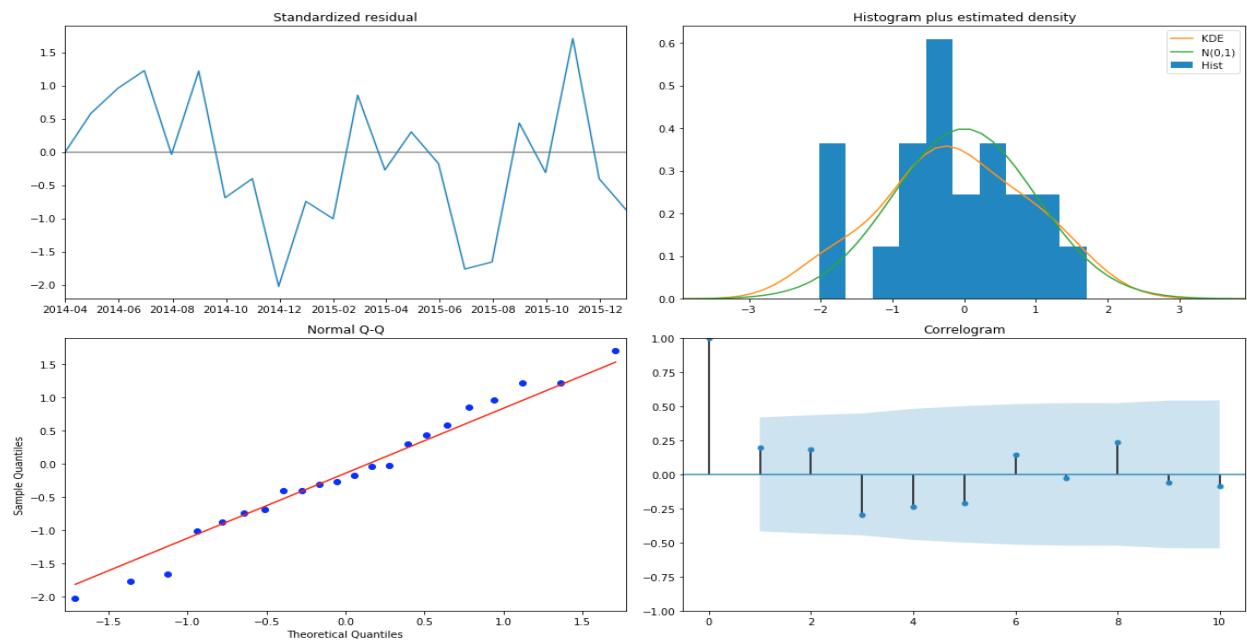 Standardized residual
1.5
1.0
0.5
0.0
−0.5
−1.0
−1.5
−2.0
2014-04 2014-06 2014-08 2014-10 2014-12 2015-02 2015-04 2015-06 2015-08 2015-10 2015-12
Histogram plus estimated density
KDE
N(0,1)
Hist
0.6
0.5
0.4
0.3
0.2
0.1
0.0
−3 −2 −1 0 1 2 3
Normal Q-Q
Sample Quantiles
1.5
1.0
0.5
0.0
−0.5
−1.0
−1.5
−2.0
−1.5 −1.0 −0.5 0.0 0.5 1.0 1.5
Theoretical Quantiles
Correlogram
1.00
0.75
0.50
0.25
0.00
−0.25
−0.50
−0.75
−1.00
0 2 4 6 8 10